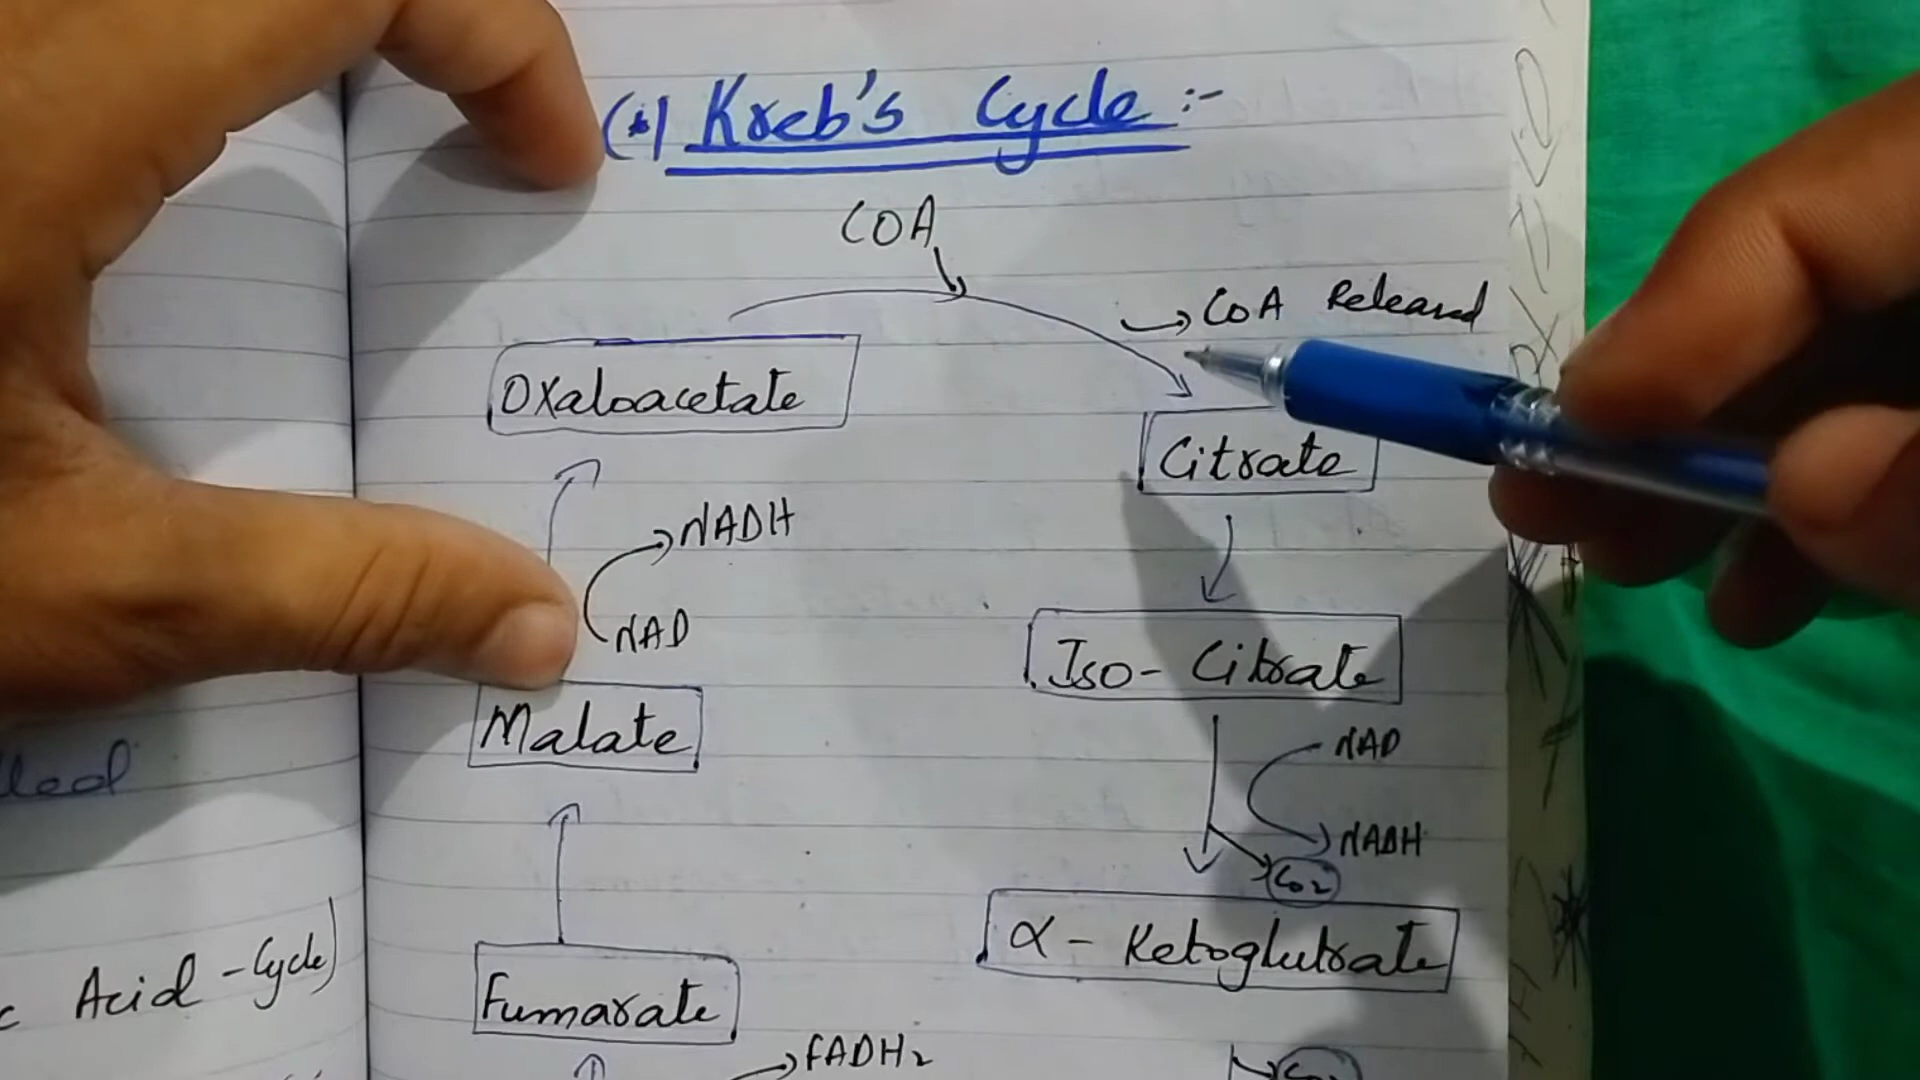 (*) Kreb's Cycle :-
COA
COA Released
Oxaloacetate
Citrate
NADH
NAD
Iso-Citrate
Malate
NAD
NADH
CO2
α - Ketoglutrate
Fumarate
FADH2
Acid -Cycle)